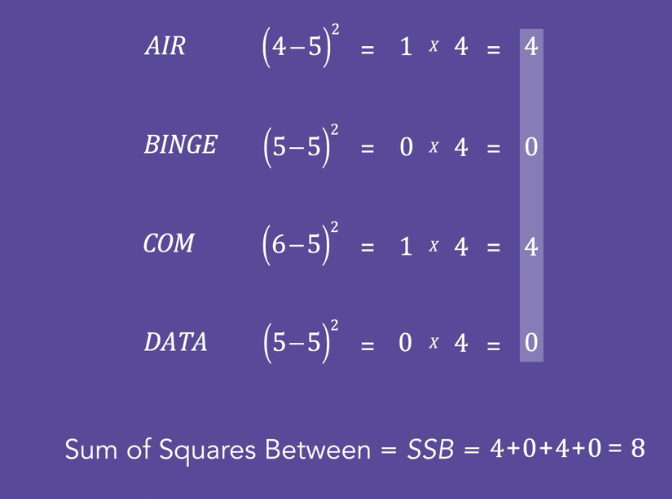 AIR (4−5)² = 1 x 4 = 4
BINGE (5−5)² = 0 x 4 = 0
COM (6−5)² = 1 x 4 = 4
DATA (5−5)² = 0 x 4 = 0
Sum of Squares Between = SSB = 4+0+4+0 = 8